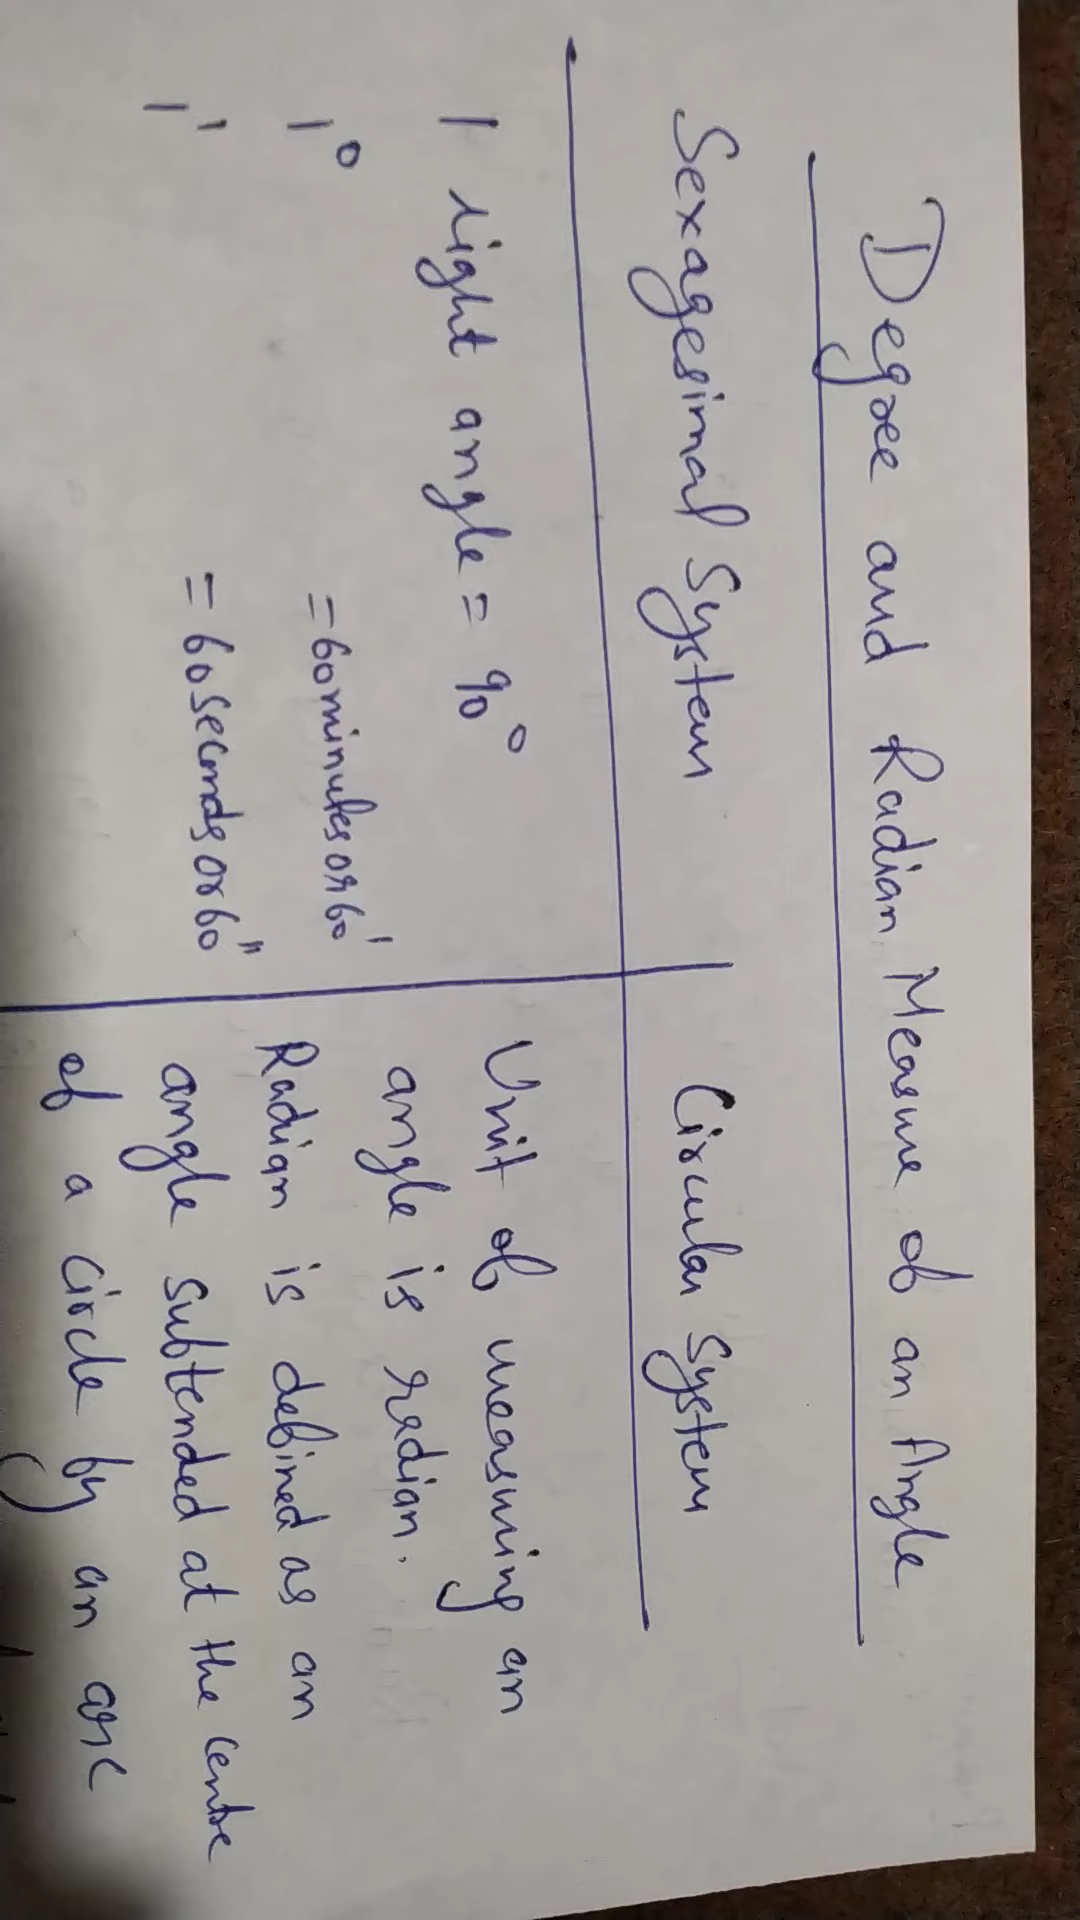 Degree and Radian Measure of an Angle
Sexagesimal System
1 right angle = 90°
1° = 60 minutes or 60'
1' = 60 seconds or 60"
Circular System
Unit of measuring an
angle is radian.
Radian is defined as an
angle subtended at the centre
of a circle by an arc